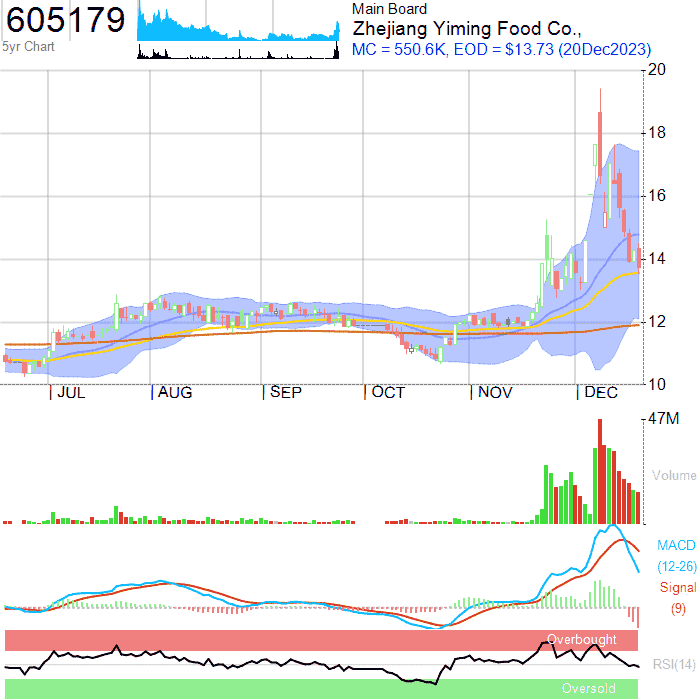 605179
5yr Chart
Main Board
Zhejiang Yiming Food Co.,
MC = 550.6K, EOD = $13.73 (20Dec2023)
20
18
16
14
12
10
JUL
AUG
SEP
OCT
NOV
DEC
47M
Volume
MACD
(12-26)
Signal
(9)
Overbought
RSI(14)
Oversold